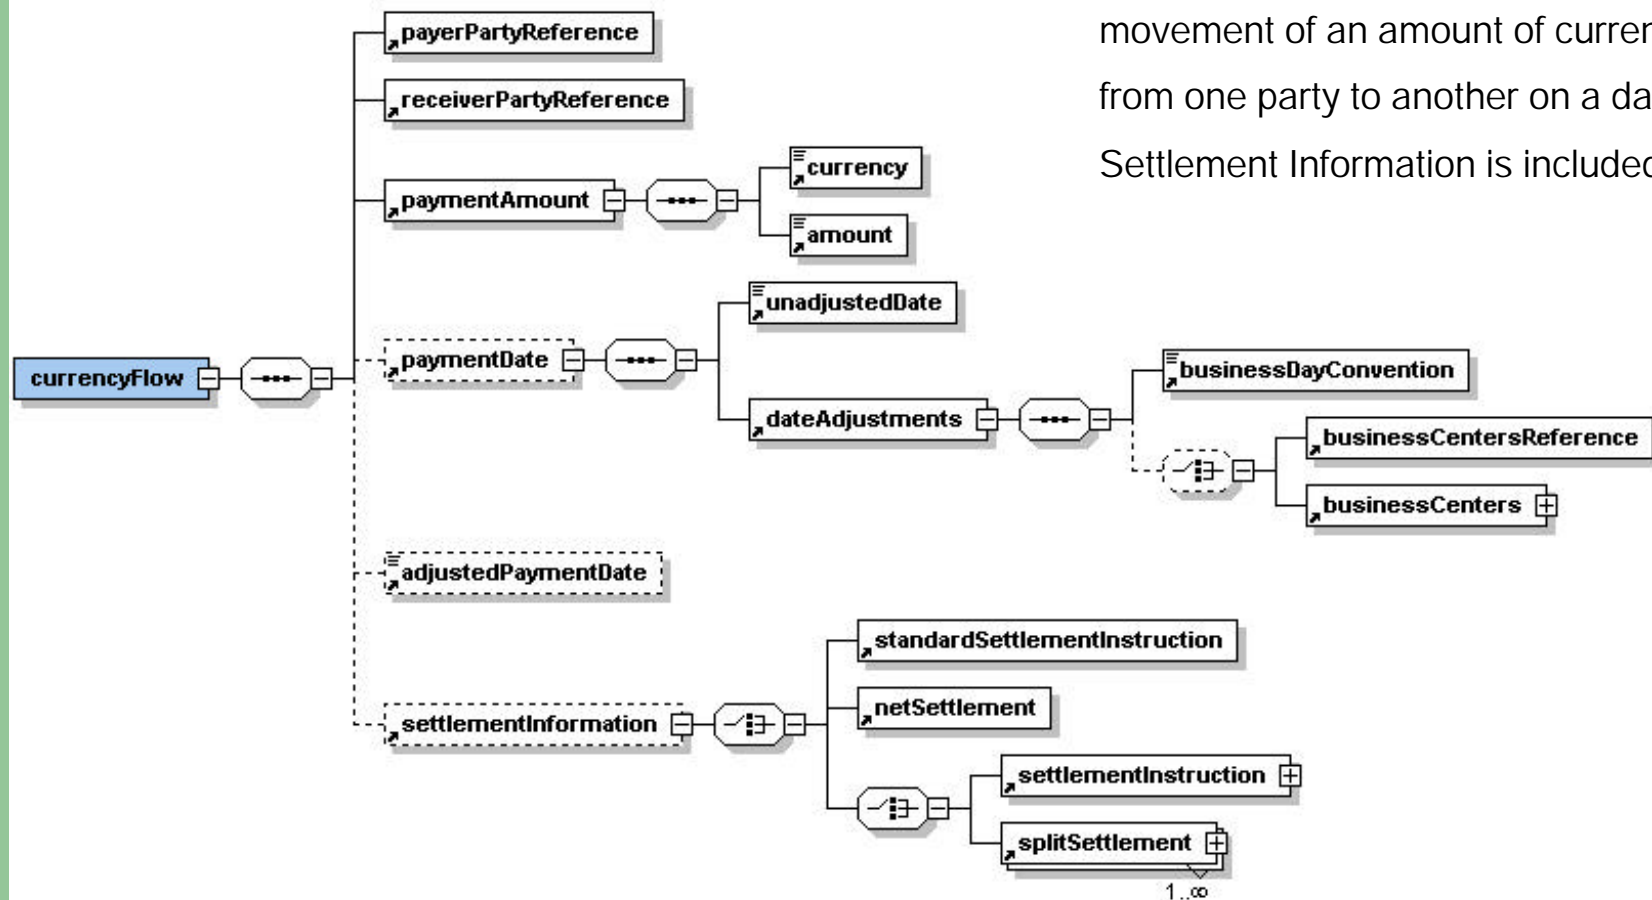 movement of an amount of curren
from one party to another on a da
Settlement Information is included
payerPartyReference
receiverPartyReference
paymentAmount
currency
amount
unadjustedDate
currencyFlow
paymentDate
dateAdjustments
businessDayConvention
businessCentersReference
businessCenters
adjustedPaymentDate
standardSettlementInstruction
settlementInformation
netSettlement
settlementInstruction
splitSettlement
1..∞